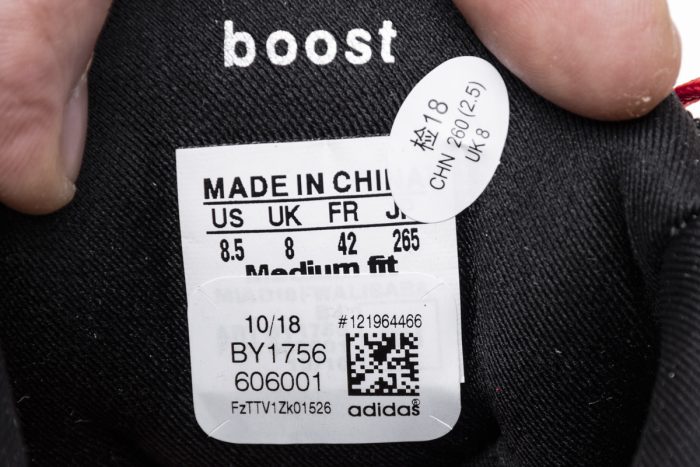 boost
检18
CHN 260 (2.5)
UK 8
MADE IN CHI
US UK FR J
8.5 8 42 265
Medium fit
10/18 #121964466
BY1756
606001
FzTTV1Zk01526
adidas